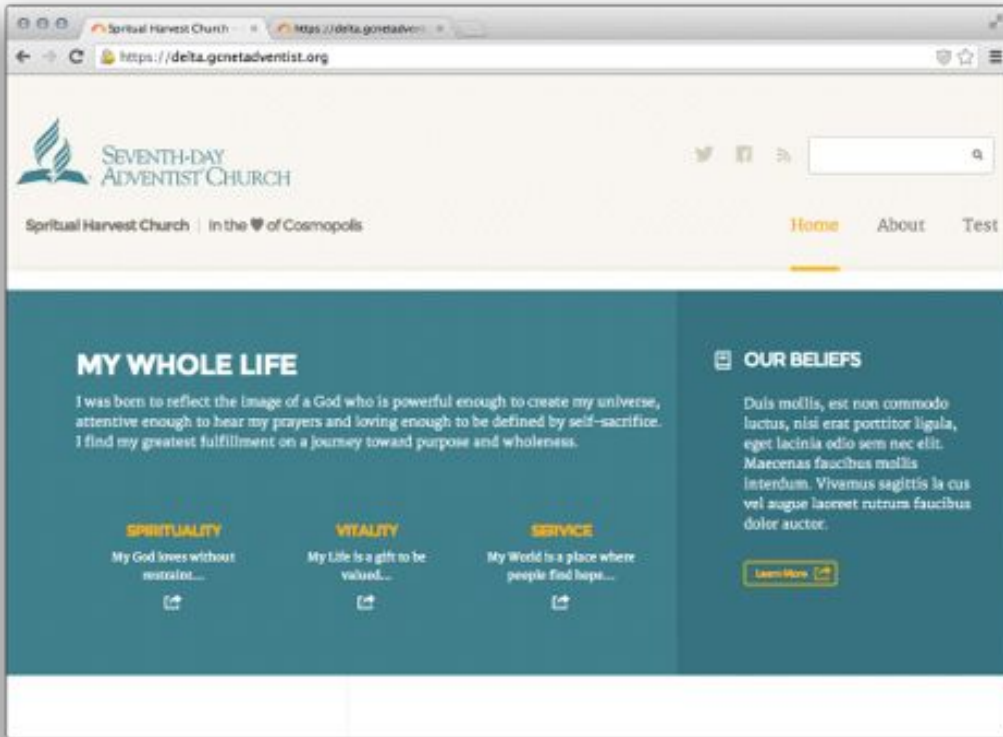 Spritual Harvest Church
https://delta.gcnetadvent
https://delta.gcnetadventist.org
SEVENTH-DAY
ADVENTIST CHURCH
Spritual Harvest Church | In the ♥ of Cosmopolis
Home About Test
MY WHOLE LIFE
I was born to reflect the image of a God who is powerful enough to create my universe,
attentive enough to hear my prayers and loving enough to be defined by self-sacrifice.
I find my greatest fulfillment on a journey toward purpose and wholeness.
SPIRITUALITY
My God loves without
restraint....
VITALITY
My Life is a gift to be
valued....
SERVICE
My World is a place where
people find hope....
OUR BELIEFS
Duis mollis, est non commodo
luctus, nisi erat porttitor ligula,
eget lacinia odio sem nec elit.
Maecenas faucibus mollis
interdum. Vivamus sagittis la cus
vel augue laoreet rutrum faucibus
dolor auctor.
Learn More